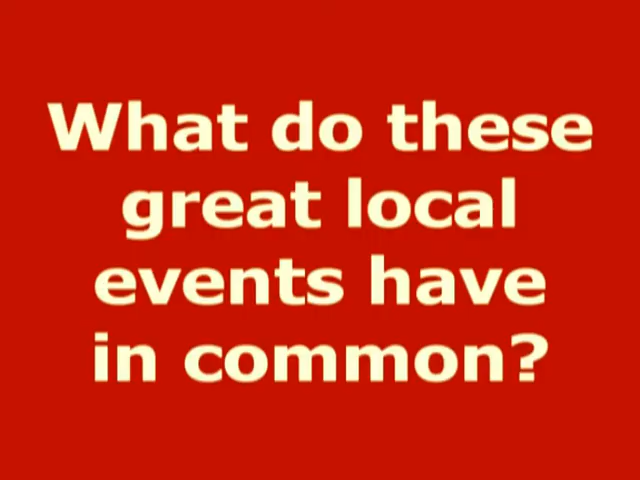 What do these
great local
events have
in common?